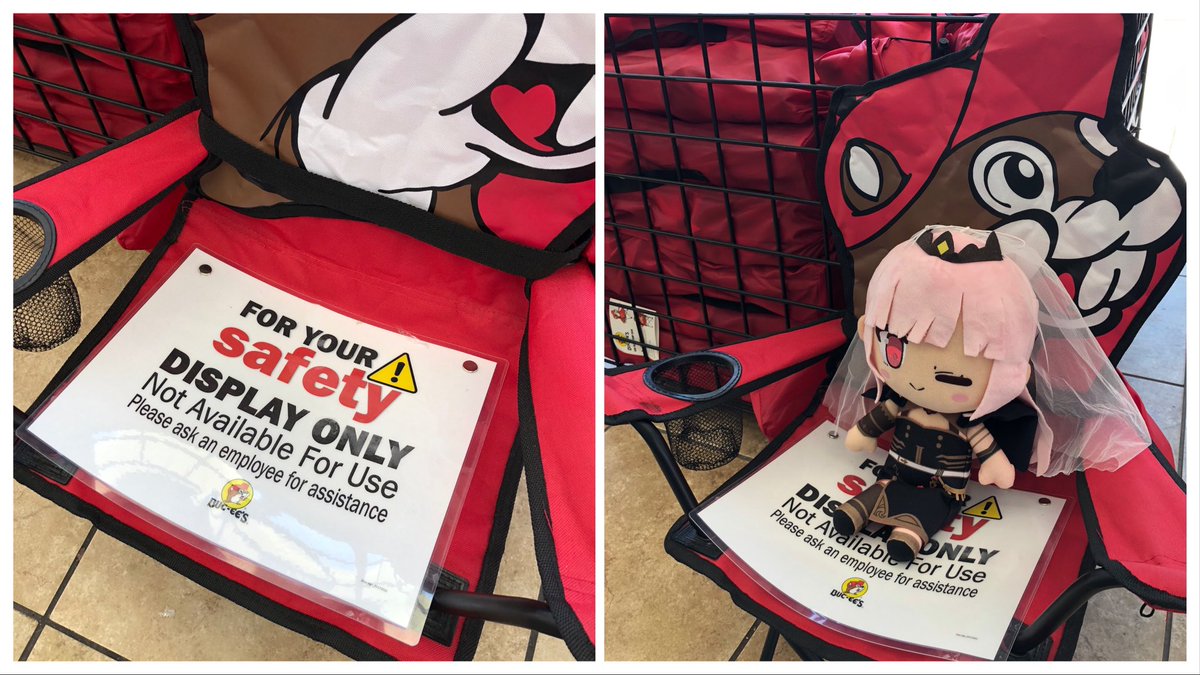 FOR YOUR
safety
DISPLAY ONLY
Not Available For Use
Please ask an employee for assistance
BUC-EE'S
FOR
DISPLAY ONLY
Not Available For Use
Please ask an employee for assistance
BUC-EE'S